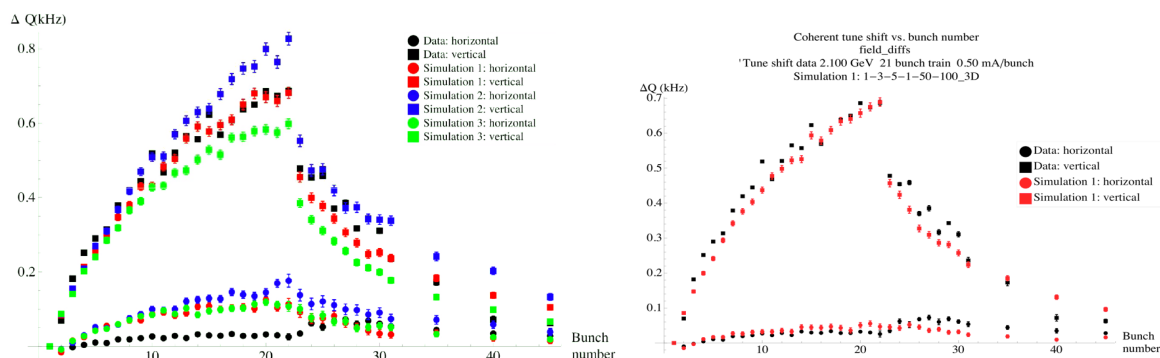 Δ Q(kHz)
0.8
0.6
0.4
0.2
10
20
30
40
Bunch
number
Data: horizontal
Data: vertical
Simulation 1: horizontal
Simulation 1: vertical
Simulation 2: horizontal
Simulation 2: vertical
Simulation 3: horizontal
Simulation 3: vertical
Coherent tune shift vs. bunch number
field_diffs
'Tune shift data 2.100 GeV 21 bunch train 0.50 mA/bunch
Simulation 1: 1-3-5-1-50-100_3D
ΔQ (kHz)
0.7
0.6
0.5
0.4
0.3
0.2
0.1
0.0
10
20
30
40
Bunch
number
Data: horizontal
Data: vertical
Simulation 1: horizontal
Simulation 1: vertical